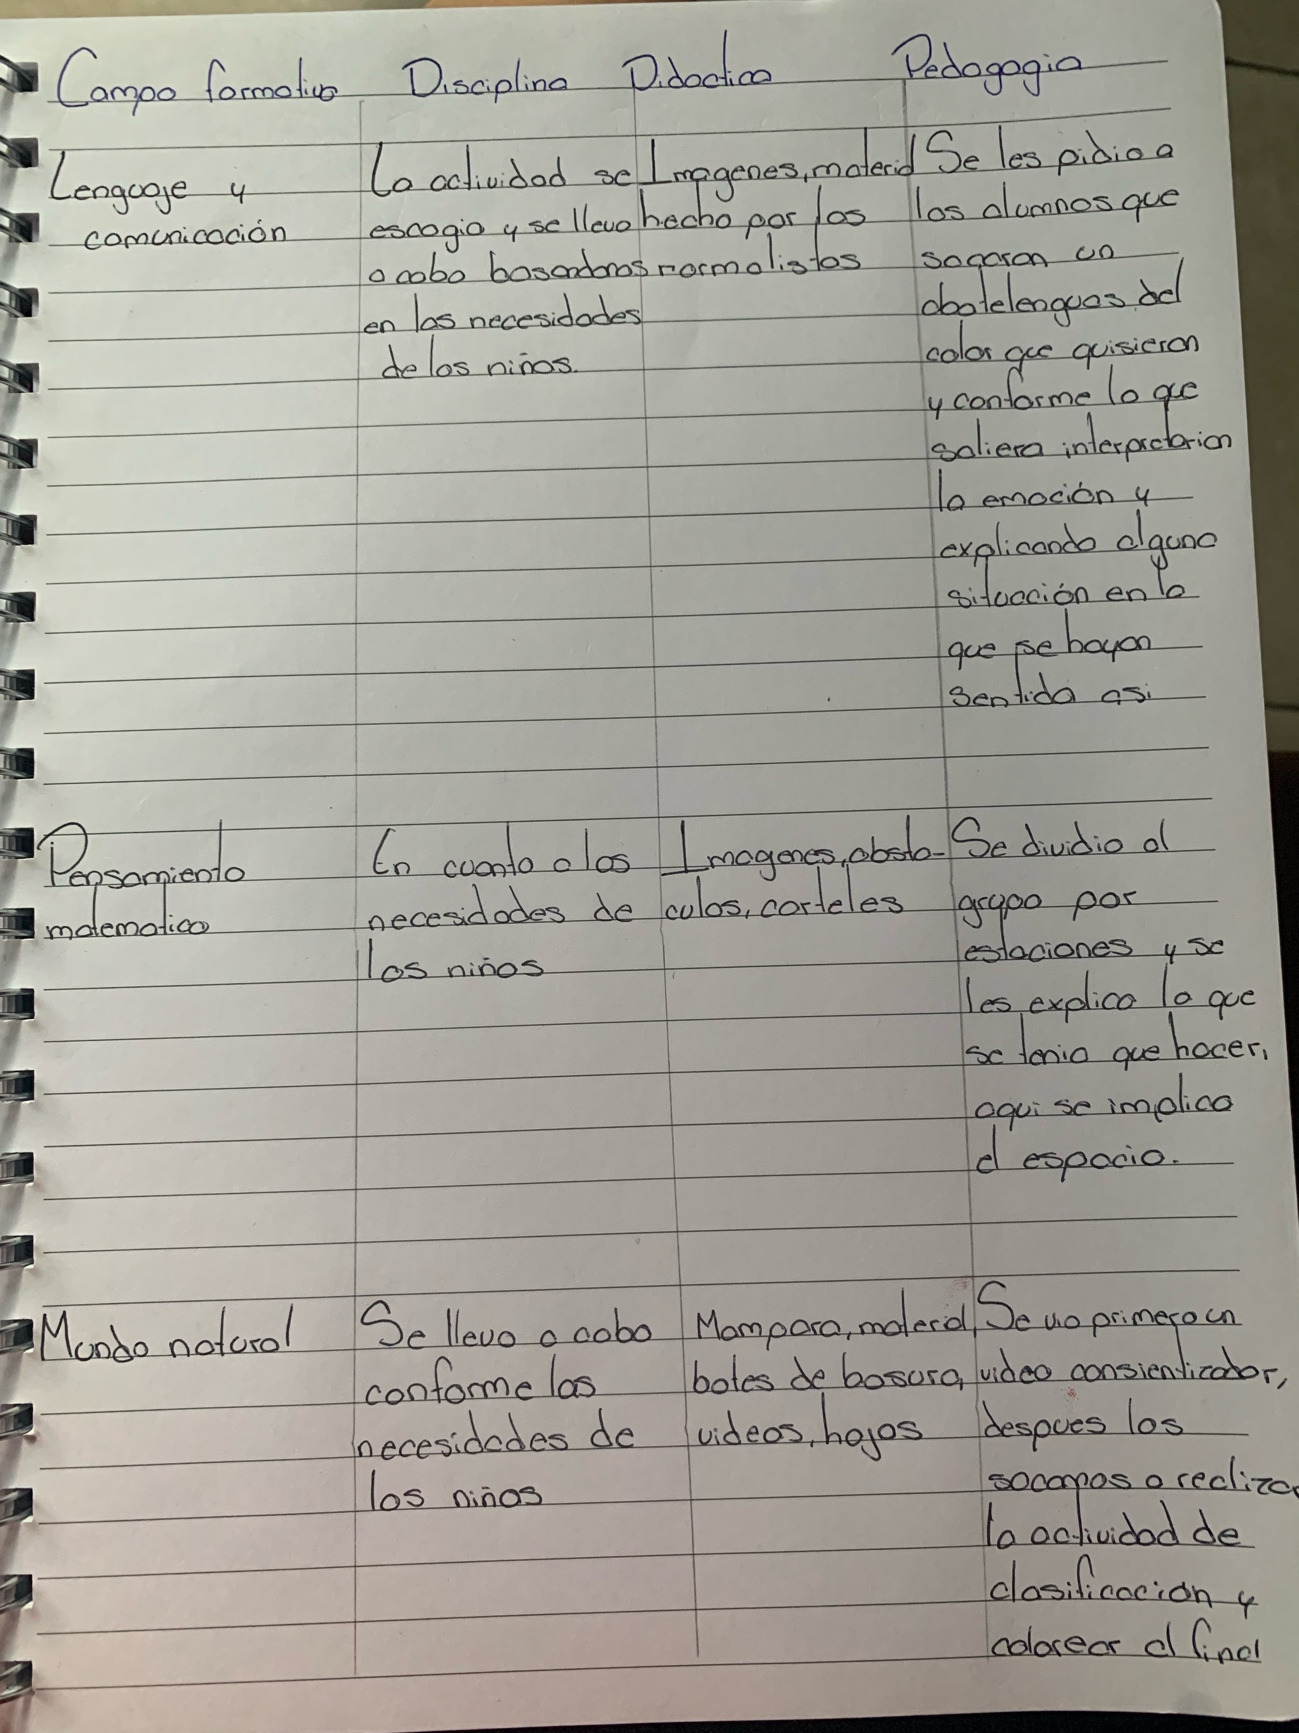 Campo formativo Disciplina Didactica Pedagogia
Lenguaje y
comunicación
La actividad se
escogio y se llevo
a cabo basandonos
en las necesidades
de los niños.
Imagenes, material
hecho por los
normalistas
Se les pidio a
los alumnos que
sacaran un
abatelenguas del
color que quisieran
y conforme lo que
saliera interpretarian
la emoción y
explicando alguna
situación en la
que se hayan
sentido asi
Pensamiento
matematico
En cuanto a las
necesidades de
los niños
Imagenes, obsta-
culos, carteles
Se dividio al
grupo por
estaciones y se
les explico lo que
se tenia que hacer,
aqui se implica
el espacio.
Mundo natural
Se llevo a cabo
conforme las
necesidades de
los niños
Mampara, material,
botes de basura,
videos, hojas
Se vio primero un
video consientizador,
despues los
sacamos a realizar
la actividad de
clasificación y
colorear al final